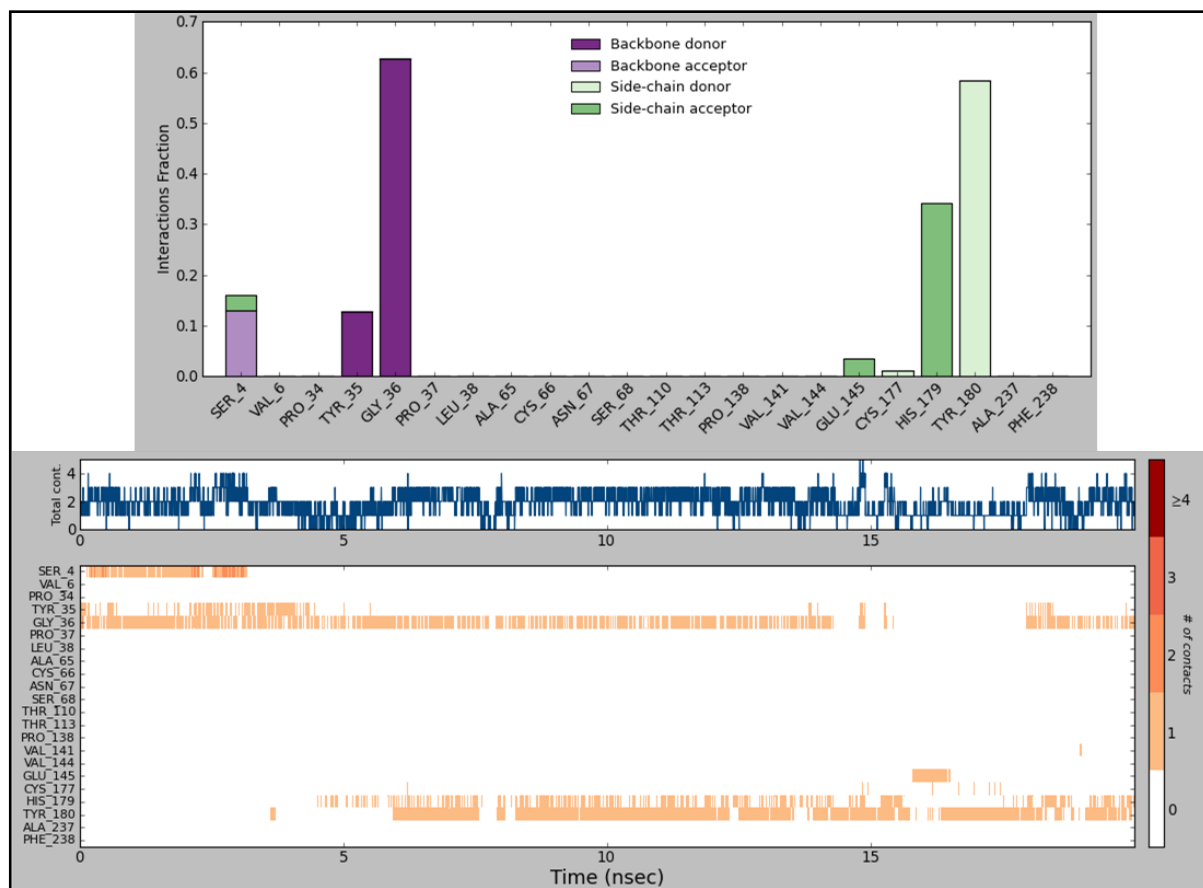 0.7
0.6
0.5
0.4
0.3
0.2
0.1
0.0
Interactions Fraction
Backbone donor
Backbone acceptor
Side-chain donor
Side-chain acceptor
SER_4 VAL_6 PRO_34 TYR_35 GLY_36 PRO_37 LEU_38 ALA_65 CYS_66 ASN_67 SER_68 THR_110 THR_113 PRO_138 VAL_141 VAL_144 GLU_145 CYS_177 HIS_179 TYR_180 ALA_237 PHE_238
Total cont.
4
2
0
0 5 10 15
SER_4
VAL_6
PRO_34
TYR_35
GLY_36
PRO_37
LEU_38
ALA_65
CYS_66
ASN_67
SER_68
THR_110
THR_113
PRO_138
VAL_141
VAL_144
GLU_145
CYS_177
HIS_179
TYR_180
ALA_237
PHE_238
0 5 10 15
Time (nsec)
≥4
3
2
1
0
# of contacts